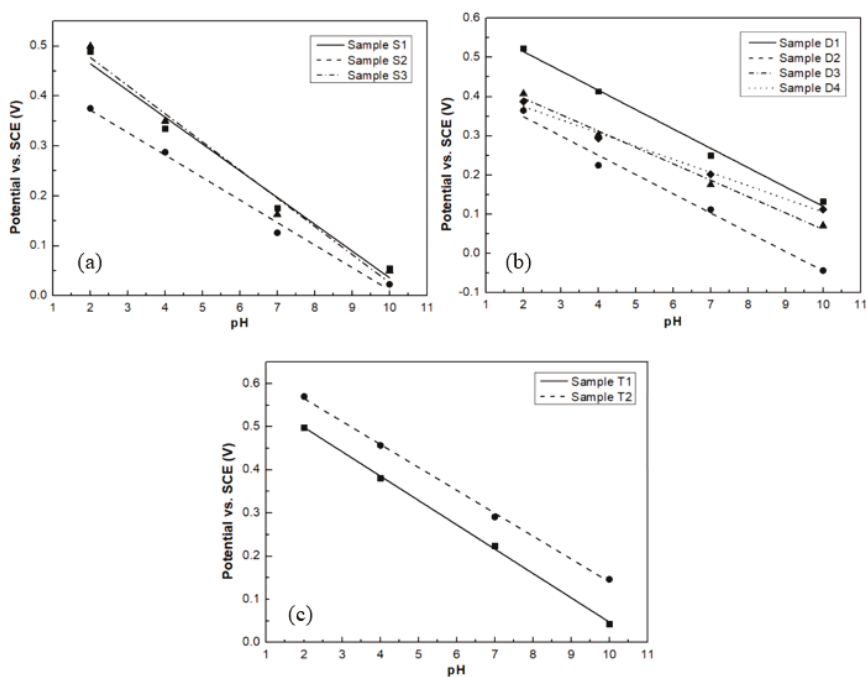 0.5
0.4
0.3
0.2
0.1
0.0
Potential vs. SCE (V)
1 2 3 4 5 6 7 8 9 10 11
pH
Sample S1
Sample S2
Sample S3
(a)
0.6
0.5
0.4
0.3
0.2
0.1
0.0
-0.1
Potential vs. SCE (V)
1 2 3 4 5 6 7 8 9 10 11
pH
Sample D1
Sample D2
Sample D3
Sample D4
(b)
0.6
0.5
0.4
0.3
0.2
0.1
0.0
Potential vs. SCE (V)
1 2 3 4 5 6 7 8 9 10 11
pH
Sample T1
Sample T2
(c)